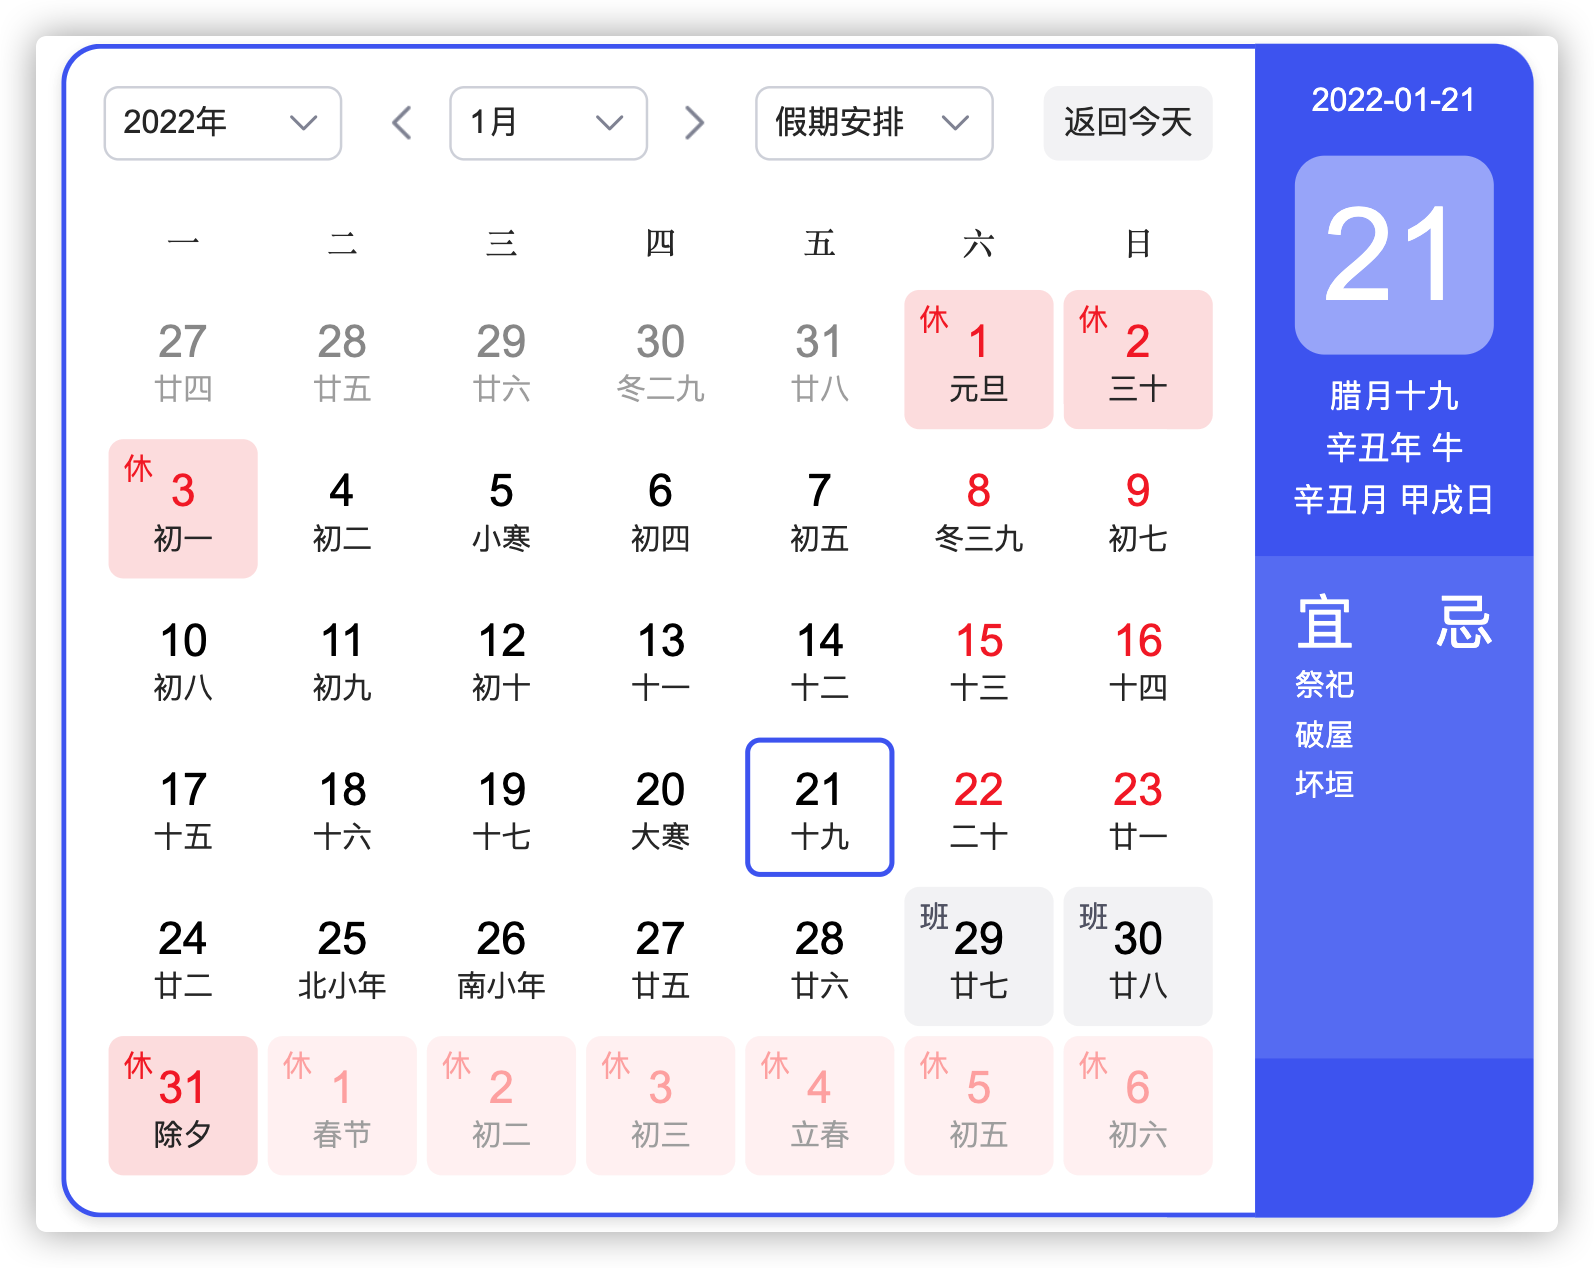 2022年 1月 假期安排 返回今天
一 二 三 四 五 六 日
27 28 29 30 31 休 1 休 2
廿四 廿五 廿六 冬二九 廿八 元旦 三十
休 3 4 5 6 7 8 9
初一 初二 小寒 初四 初五 冬三九 初七
10 11 12 13 14 15 16
初八 初九 初十 十一 十二 十三 十四
17 18 19 20 21 22 23
十五 十六 十七 大寒 十九 二十 廿一
24 25 26 27 28 班 29 班 30
廿二 北小年 南小年 廿五 廿六 廿七 廿八
休 31 休 1 休 2 休 3 休 4 休 5 休 6
除夕 春节 初二 初三 立春 初五 初六
2022-01-21
21
腊月十九
辛丑年 牛
辛丑月 甲戌日
宜 忌
祭祀
破屋
坏垣